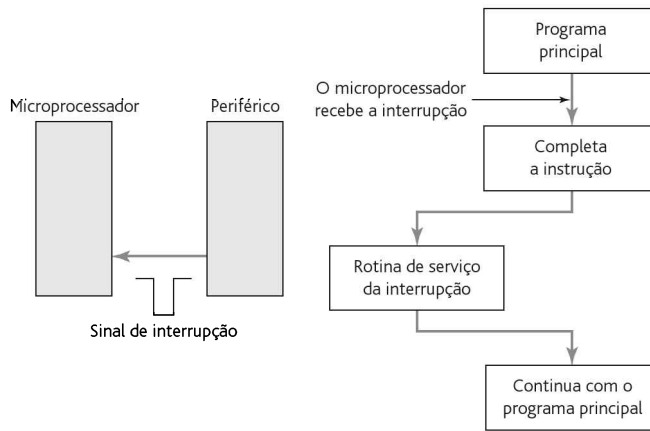 Microprocessador
Periférico
Sinal de interrupção
Programa
principal
O microprocessador
recebe a interrupção
Completa
a instrução
Rotina de serviço
da interrupção
Continua com o
programa principal